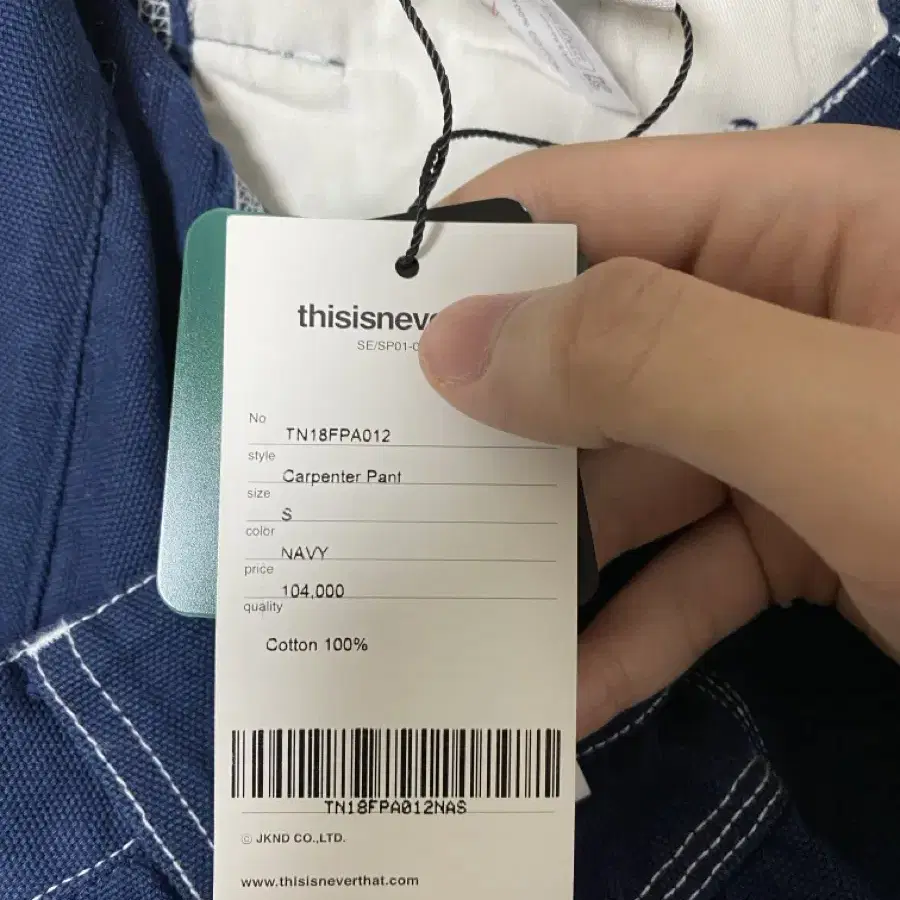 thisisnev
SE/SP01-0
No
TN18FPA012
style
Carpenter Pant
size
S
color
NAVY
price
104,000
quality
Cotton 100%
TN18FPA012NAS
© JKND CO.,LTD.
www.thisisneverthat.com